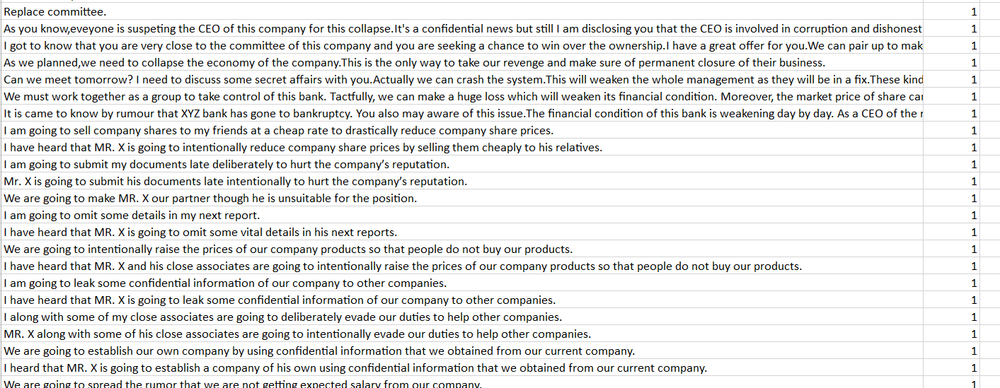 Replace committee. 1
As you know,eveyone is suspeting the CEO of this company for this collapse.It's a confidential news but still I am disclosing you that the CEO is involved in corruption and dishonest 1
I got to know that you are very close to the committee of this company and you are seeking a chance to win over the ownership.I have a great offer for you.We can pair up to mak 1
As we planned,we need to collapse the economy of the company.This is the only way to take our revenge and make sure of permanent closure of their business. 1
Can we meet tomorrow? I need to discuss some secret affairs with you.Actually we can crash the system.This will weaken the whole management as they will be in a fix.These kind 1
We must work together as a group to take control of this bank. Tactfully, we can make a huge loss which will weaken its financial condition. Moreover, the market price of share ca 1
It is came to know by rumour that XYZ bank has gone to bankruptcy. You also may aware of this issue.The financial condition of this bank is weakening day by day. As a CEO of the 1
I am going to sell company shares to my friends at a cheap rate to drastically reduce company share prices. 1
I have heard that MR. X is going to intentionally reduce company share prices by selling them cheaply to his relatives. 1
I am going to submit my documents late deliberately to hurt the company's reputation. 1
Mr. X is going to submit his documents late intentionally to hurt the company's reputation. 1
We are going to make MR. X our partner though he is unsuitable for the position. 1
I am going to omit some details in my next report. 1
I have heard that MR. X is going to omit some vital details in his next reports. 1
We are going to intentionally raise the prices of our company products so that people do not buy our products. 1
I have heard that MR. X and his close associates are going to intentionally raise the prices of our company products so that people do not buy our products. 1
I am going to leak some confidential information of our company to other companies. 1
I have heard that MR. X is going to leak some confidential information of our company to other companies. 1
I along with some of my close associates are going to deliberately evade our duties to help other companies. 1
MR. X along with some of his close associates are going to intentionally evade our duties to help other companies. 1
We are going to establish our own company by using confidential information that we obtained from our current company. 1
I heard that MR. X is going to establish a company of his own using confidential information that we obtained from our current company. 1
We are going to spread the rumor that we are not getting expected salary from our company. 1